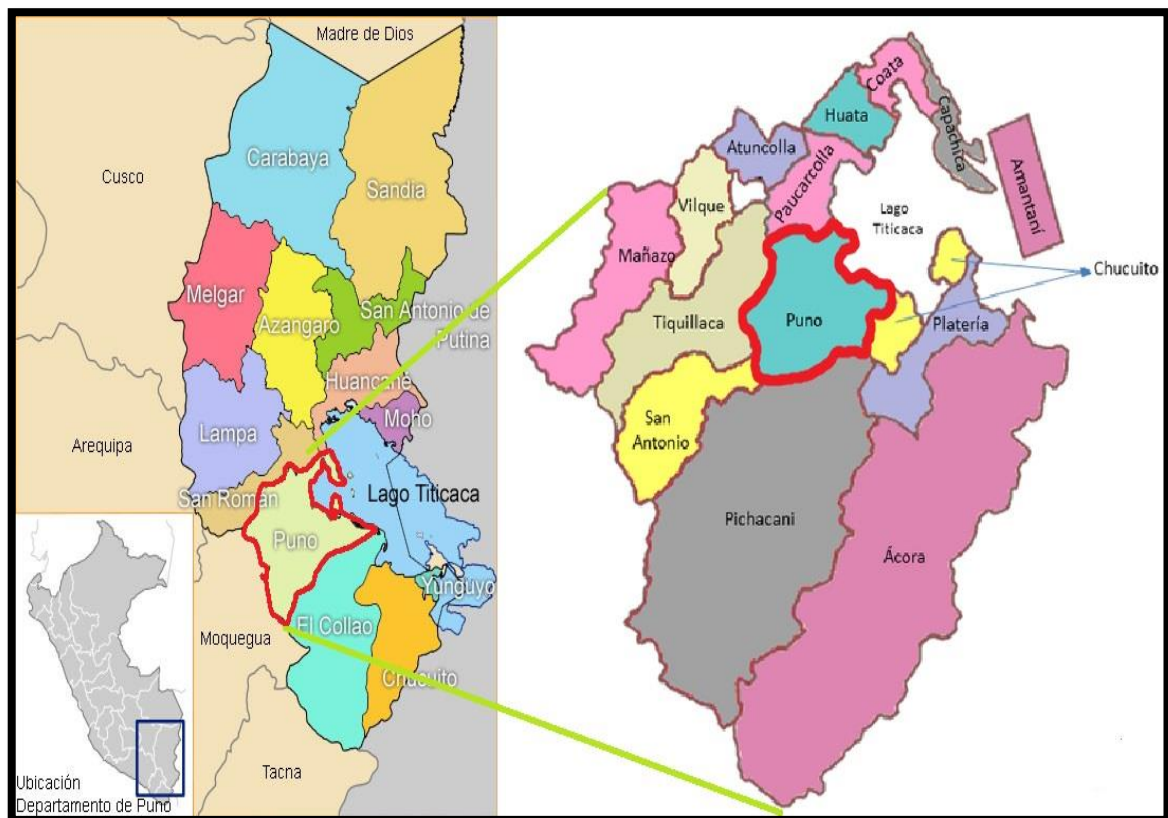 Madre de Dios
Cusco
Carabaya
Sandia
Melgar
Azangaro
San Antonio de
Putina
Huancané
Moho
Lampa
Arequipa
San Román
Lago Titicaca
Puno
Yunguyo
El Collao
Moquegua
Chucuito
Tacna
Ubicación
Departamento de Puno
Coata
Huata
Capachica
Atuncolla
Amantaní
Paucarcolla
Vilque
Lago
Titicaca
Mañazo
Chucuito
Tiquillaca
Puno
Platería
San
Antonio
Pichacani
Ácora